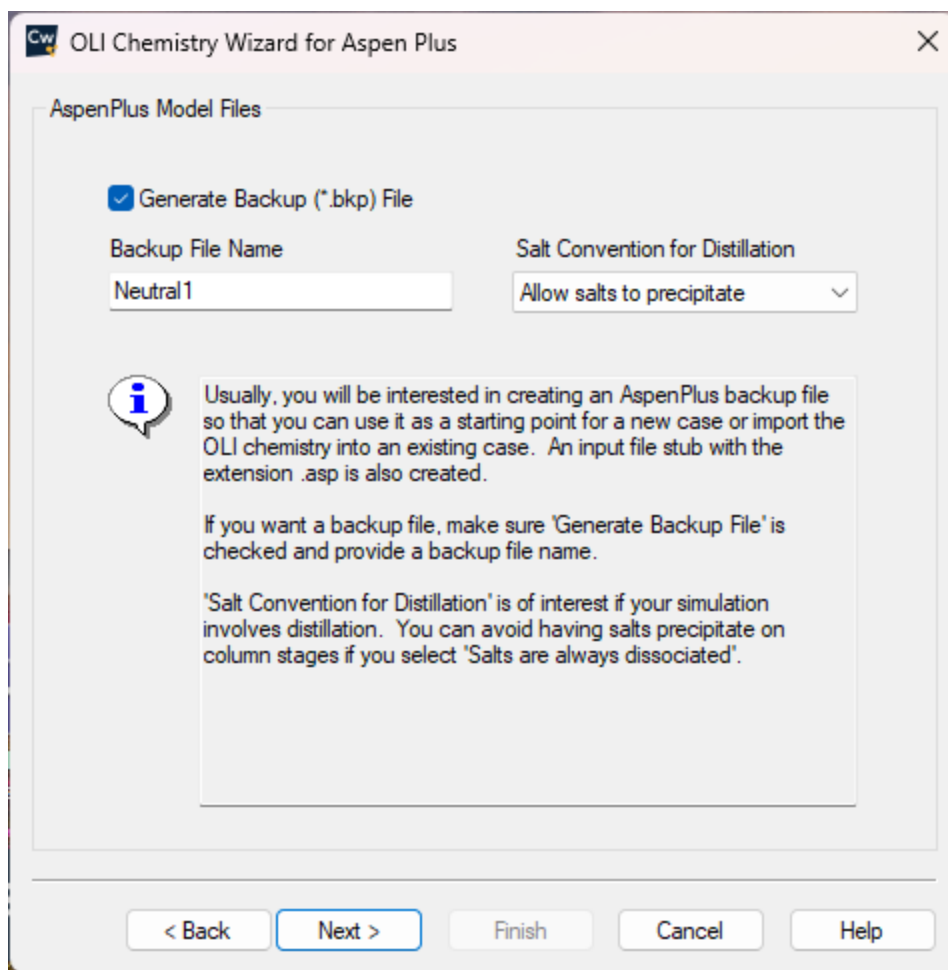 Cw OLI Chemistry Wizard for Aspen Plus
AspenPlus Model Files
Generate Backup (*.bkp) File
Backup File Name
Salt Convention for Distillation
Neutral1
Allow salts to precipitate
Usually, you will be interested in creating an AspenPlus backup file
so that you can use it as a starting point for a new case or import the
OLI chemistry into an existing case.  An input file stub with the
extension .asp is also created.
If you want a backup file, make sure 'Generate Backup File' is
checked and provide a backup file name.
'Salt Convention for Distillation' is of interest if your simulation
involves distillation.  You can avoid having salts precipitate on
column stages if you select 'Salts are always dissociated'.
< Back
Next >
Finish
Cancel
Help